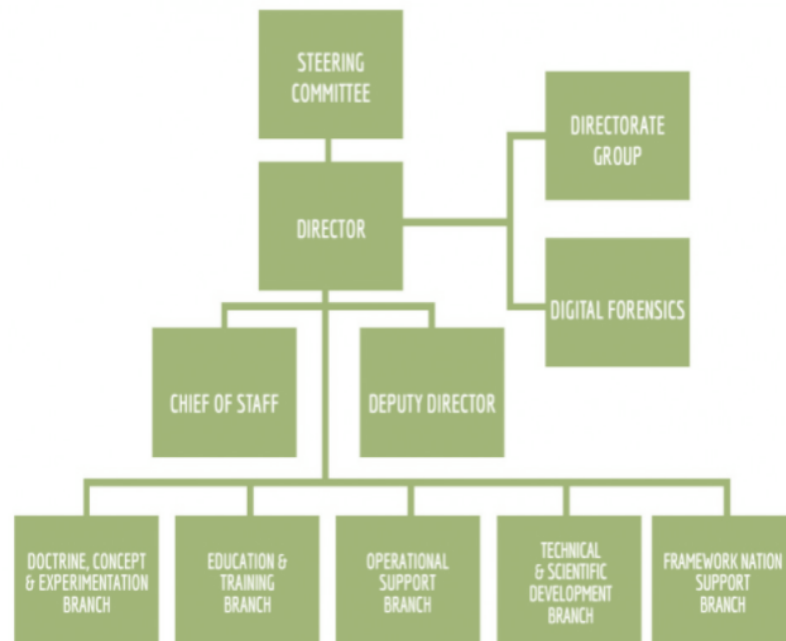 STEERING
COMMITTEE
DIRECTORATE
GROUP
DIRECTOR
DIGITAL FORENSICS
CHIEF OF STAFF
DEPUTY DIRECTOR
DOCTRINE, CONCEPT
& EXPERIMENTATION
BRANCH
EDUCATION &
TRAINING
BRANCH
OPERATIONAL
SUPPORT
BRANCH
TECHNICAL
& SCIENTIFIC
DEVELOPMENT
BRANCH
FRAMEWORK NATION
SUPPORT
BRANCH